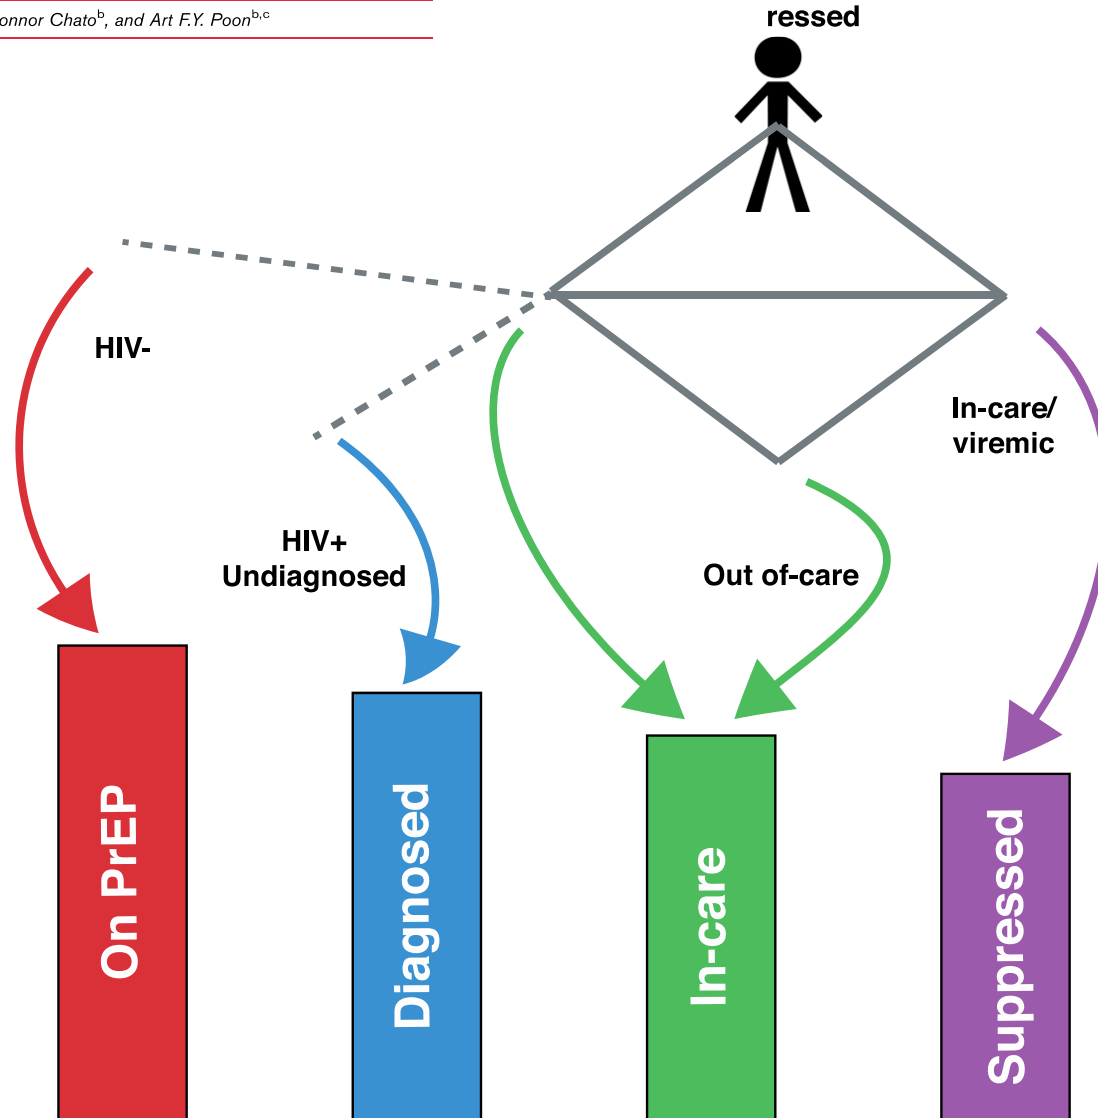 onnor Chatoᵇ, and Art F.Y. Poonᵇ,ᶜ
ressed
HIV-
In-care/
viremic
HIV+
Undiagnosed
Out of-care
On PrEP
Diagnosed
In-care
Suppressed